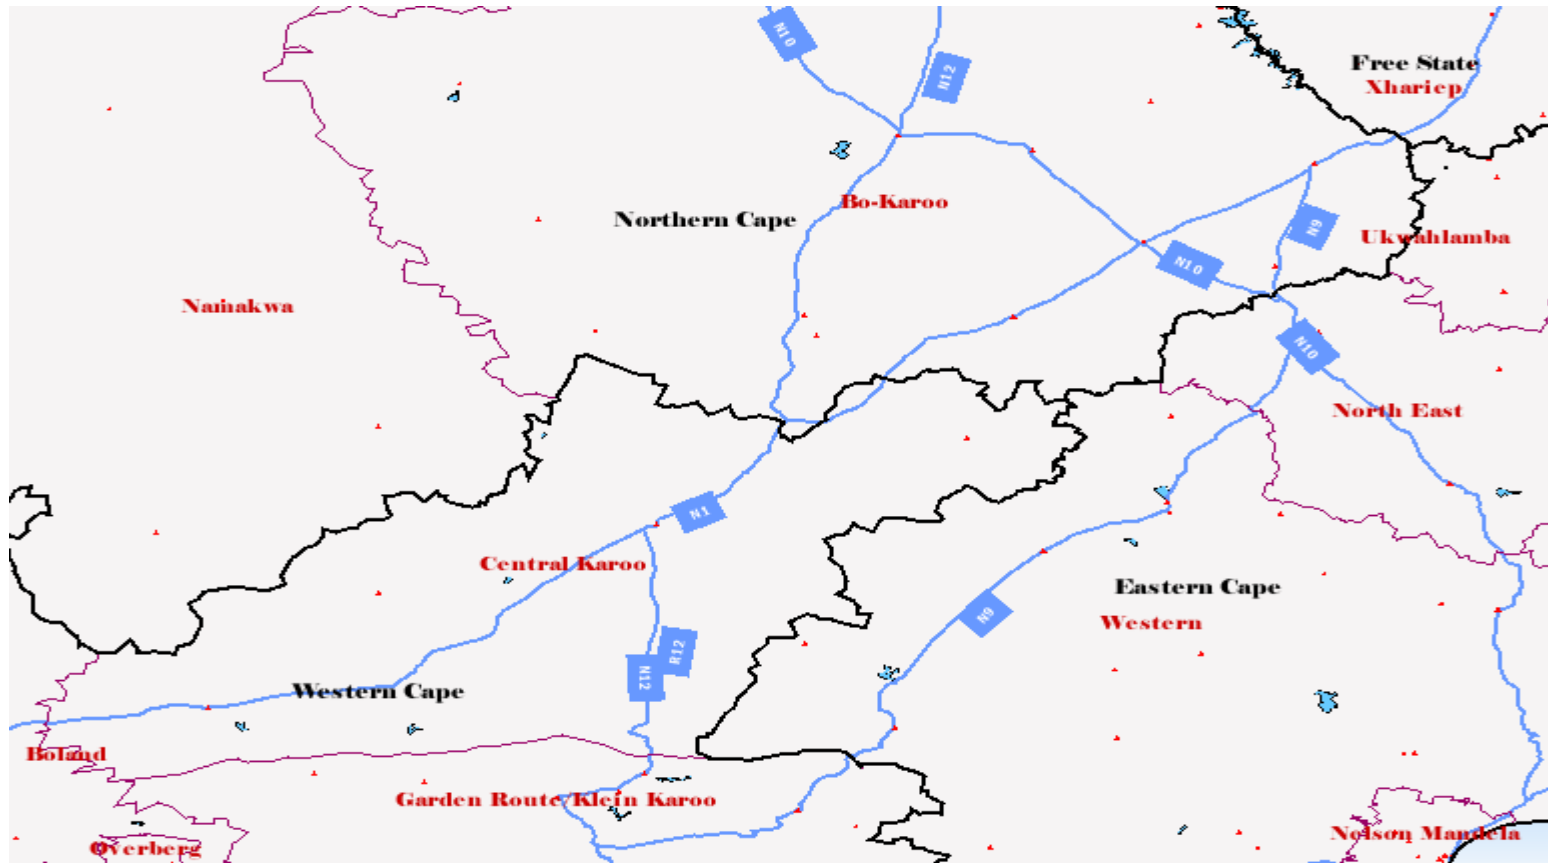 N10
N12
Free State
Xhariep
Bo-Karoo
Northern Cape
N9
Ukwahlamba
N10
Namakwa
N10
North East
N1
Central Karoo
Eastern Cape
N9
Western
R12
N12
Western Cape
Boland
Garden Route/Klein Karoo
Nelson Mandela
Overberg